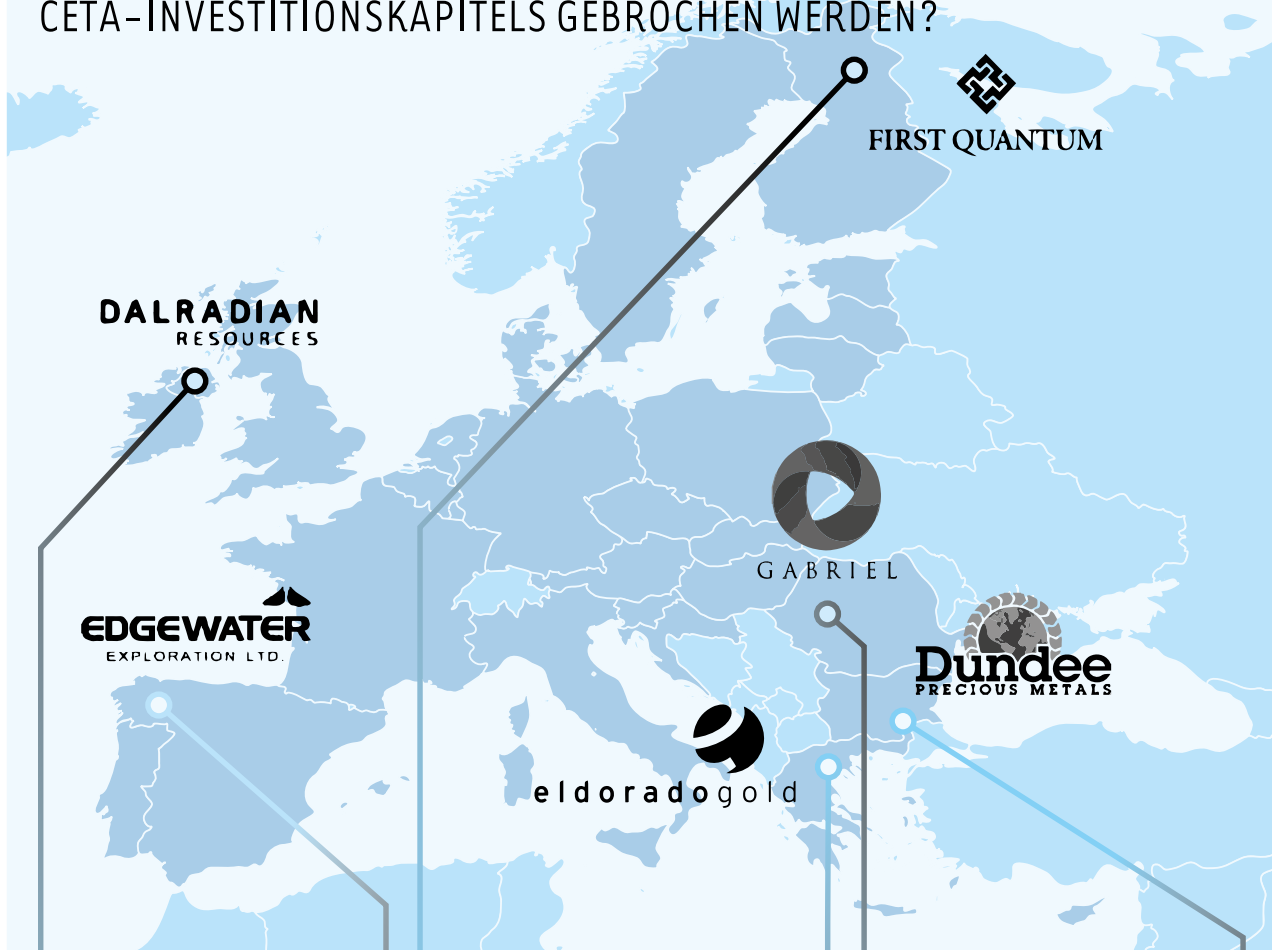 CETA-INVESTITIONSKAPITELS GEBROCHEN WERDEN?
FIRST QUANTUM
DALRADIAN
RESOURCES
GABRIEL
EDGEWATER
EXPLORATION LTD.
Dundee
PRECIOUS METALS
eldoradogold